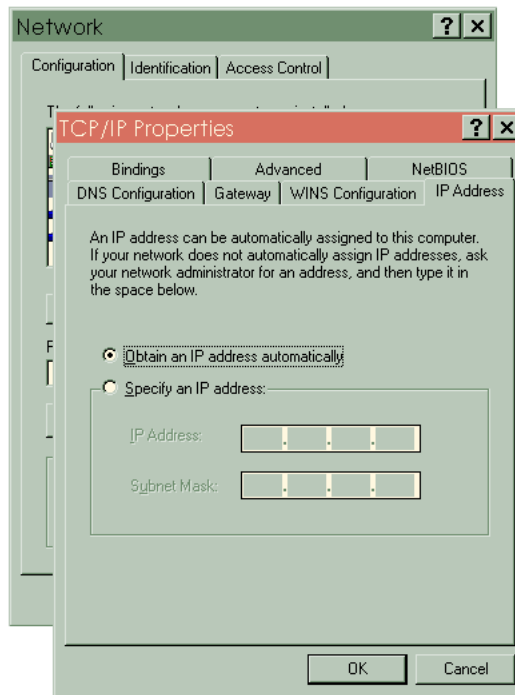 Network
Configuration
Identification
Access Control
TCP/IP Properties
Bindings
Advanced
NetBIOS
DNS Configuration
Gateway
WINS Configuration
IP Address
An IP address can be automatically assigned to this computer.
If your network does not automatically assign IP addresses, ask
your network administrator for an address, and then type it in
the space below.
Obtain an IP address automatically
Specify an IP address:
IP Address:
Subnet Mask:
OK
Cancel